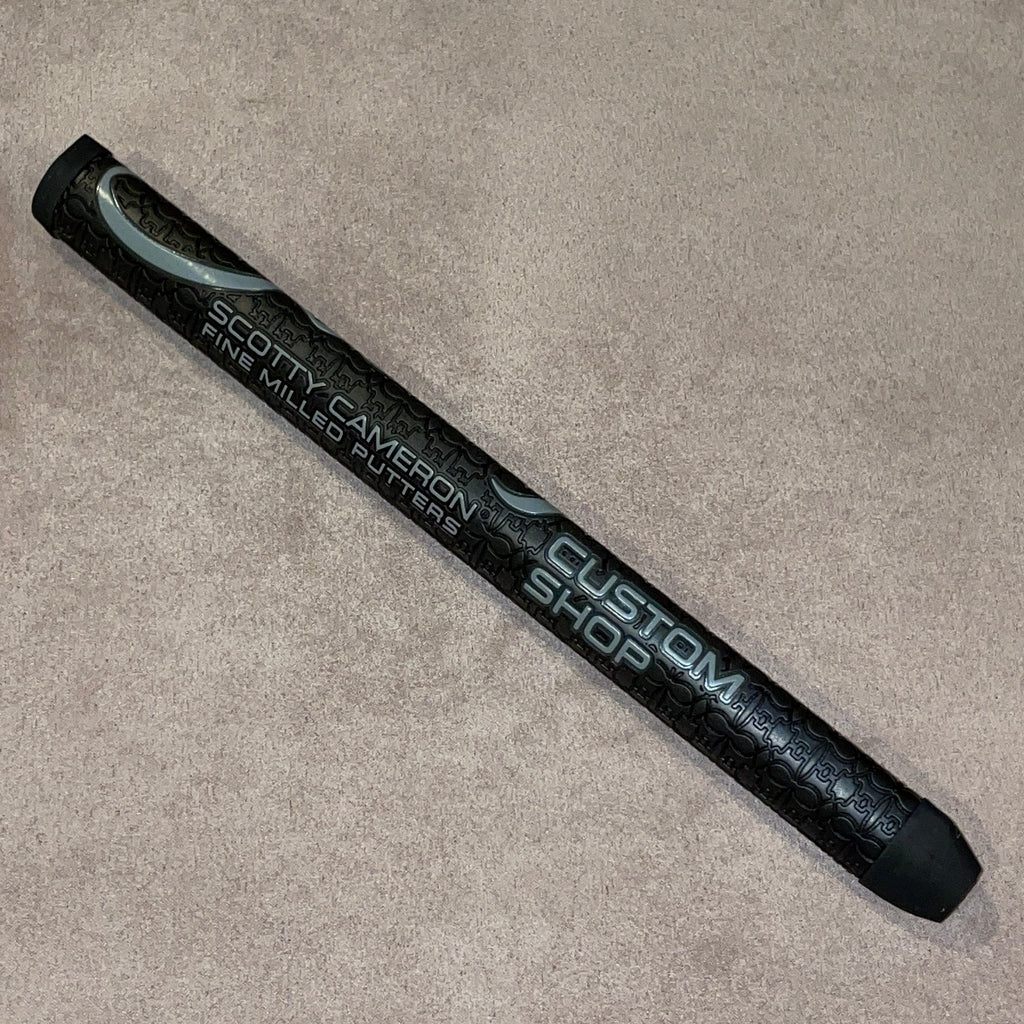 SCOTTY CAMERON
FINE MILLED PUTTERS
CUSTOM
SHOP